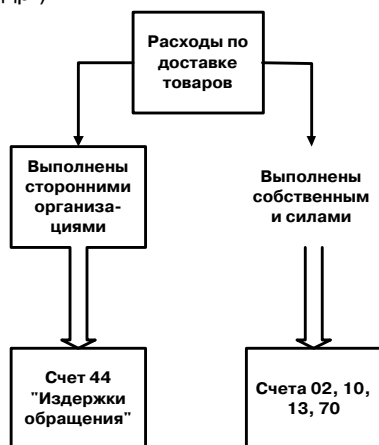 Расходы по
доставке
товаров
Выполнены
сторонними
организа-
циями
Выполнены
собственным
и силами
Счет 44
"Издержки
обращения"
Счета 02, 10,
13, 70